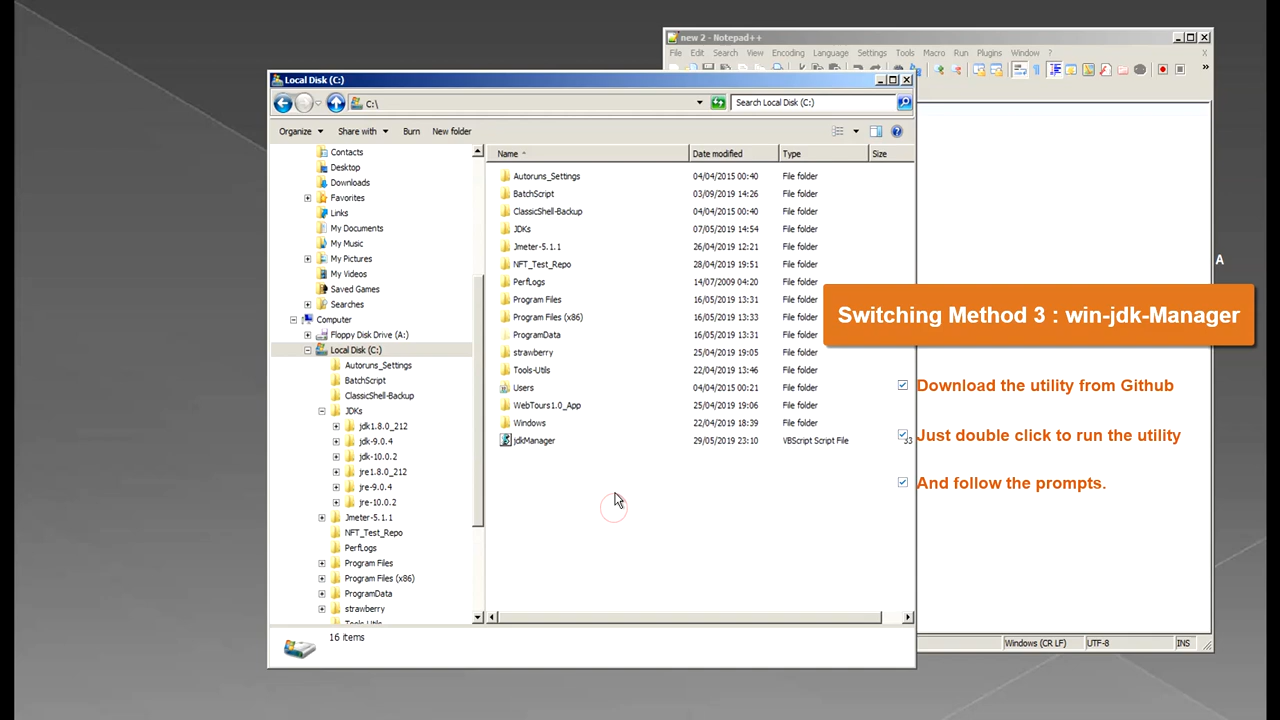 new 2 - Notepad++
File Edit Search View Encoding Language Settings Tools Macro Run Plugins Window ?
X
»
Local Disk (C:)
C:\
Search Local Disk (C:)
Organize Share with Burn New folder
Contacts
Desktop
Downloads
Favorites
Links
My Documents
My Music
My Pictures
My Videos
Saved Games
Searches
Computer
Floppy Disk Drive (A:)
Local Disk (C:)
Autoruns_Settings
BatchScript
ClassicShell-Backup
JDKs
jdk1.8.0_212
jdk-9.0.4
jdk-10.0.2
jre1.8.0_212
jre-9.0.4
jre-10.0.2
Jmeter-5.1.1
NFT_Test_Repo
PerfLogs
Program Files
Program Files (x86)
ProgramData
strawberry
Tools-Utils
Name Date modified Type Size
Autoruns_Settings 04/04/2015 00:40 File folder
BatchScript 03/09/2019 14:26 File folder
ClassicShell-Backup 04/04/2015 00:40 File folder
JDKs 07/05/2019 14:54 File folder
Jmeter-5.1.1 26/04/2019 12:21 File folder
NFT_Test_Repo 28/04/2019 19:51 File folder
PerfLogs 14/07/2009 04:20 File folder
Program Files 16/05/2019 13:31 File folder
Program Files (x86) 16/05/2019 13:33 File folder
ProgramData 16/05/2019 13:31 File folder
strawberry 25/04/2019 19:05 File folder
Tools-Utils 22/04/2019 13:46 File folder
Users 04/04/2015 00:21 File folder
WebTours1.0_App 25/04/2019 19:06 File folder
Windows 22/04/2019 18:39 File folder
jdkManager 29/05/2019 23:10 VBScript Script File 33
16 items
A
Switching Method 3 : win-jdk-Manager
Download the utility from Github
Just double click to run the utility
And follow the prompts.
Windows (CR LF) UTF-8 INS